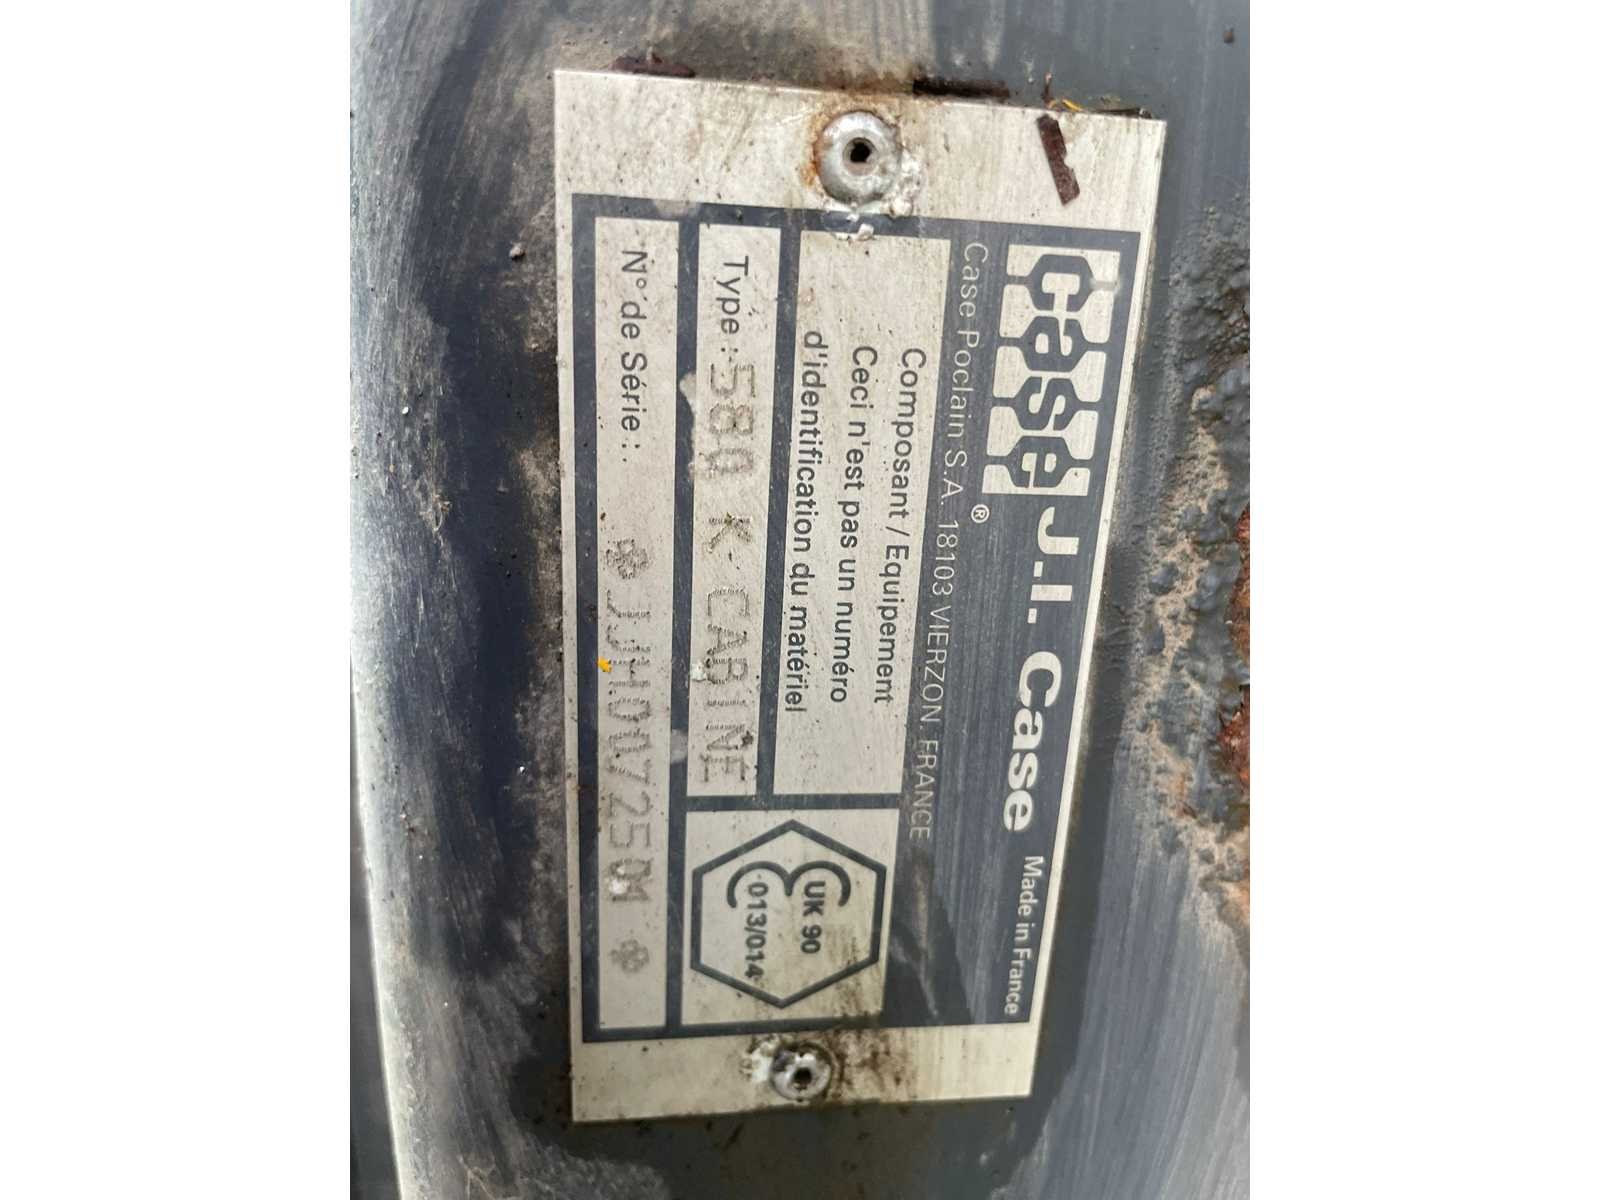 case® J.I. Case Made in France
Case Poclain S.A. 18103 VIERZON. FRANCE
Composant / Equipement
Ceci n'est pas un numéro
d'identification du matériel
UK 90
013/014
Type : 580 K CABINE
N° de Série :